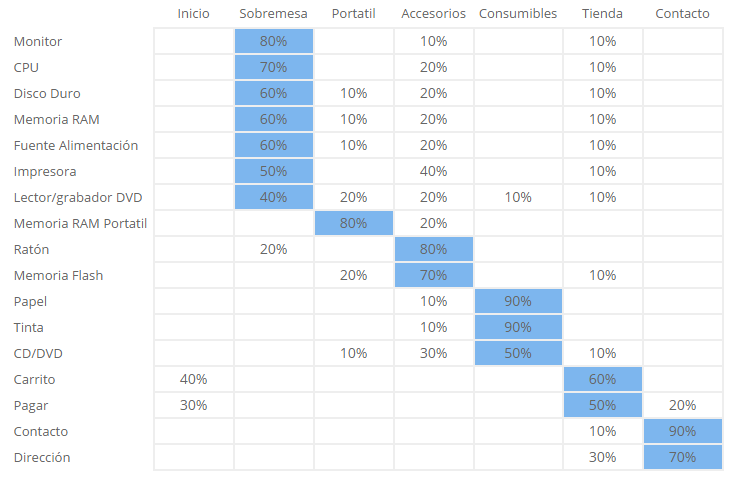 Inicio Sobremesa Portatil Accesorios Consumibles Tienda Contacto
Monitor 80% 10% 10%
CPU 70% 20% 10%
Disco Duro 60% 10% 20% 10%
Memoria RAM 60% 10% 20% 10%
Fuente Alimentación 60% 10% 20% 10%
Impresora 50% 40% 10%
Lector/grabador DVD 40% 20% 20% 10% 10%
Memoria RAM Portatil 80% 20%
Ratón 20% 80%
Memoria Flash 20% 70% 10%
Papel 10% 90%
Tinta 10% 90%
CD/DVD 10% 30% 50% 10%
Carrito 40% 60%
Pagar 30% 50% 20%
Contacto 10% 90%
Dirección 30% 70%